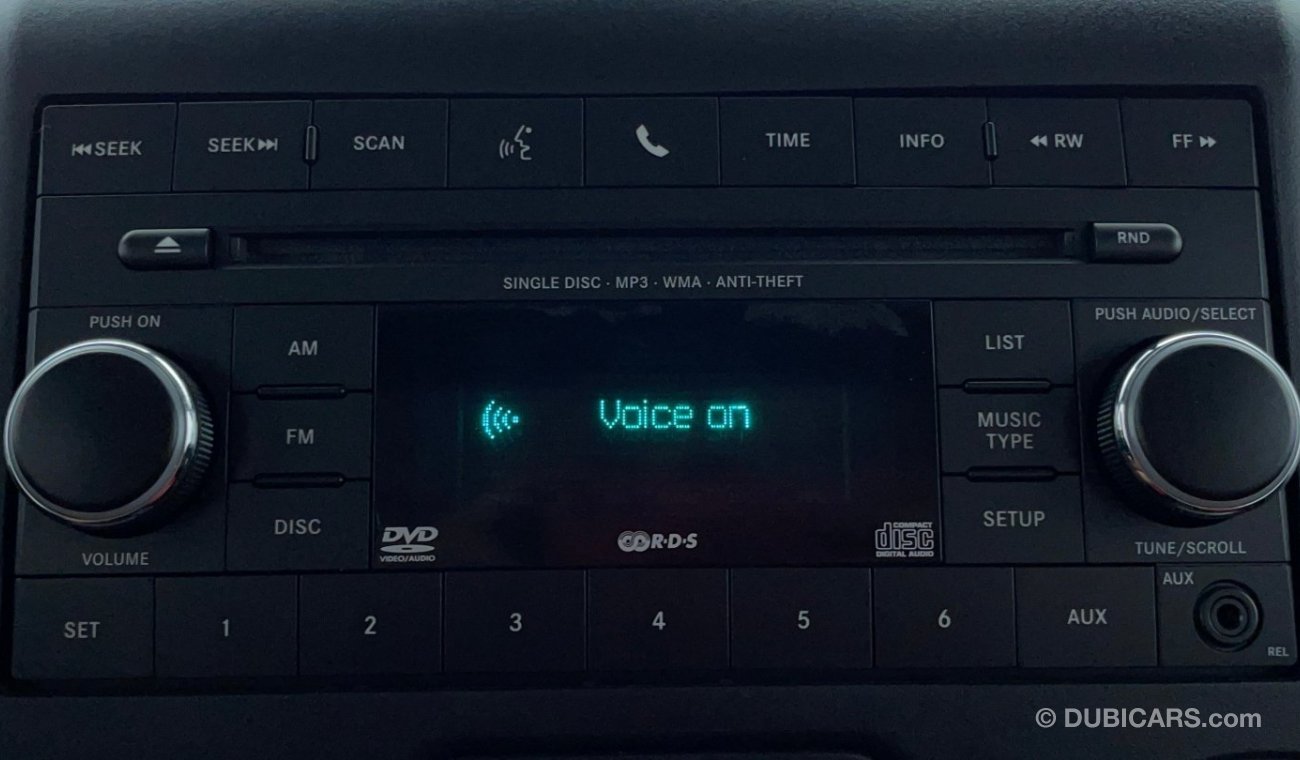 SEEK SEEK SCAN TIME INFO RW FF
RND
SINGLE DISC · MP3 · WMA · ANTI-THEFT
PUSH ON
AM
FM
DISC
VOLUME
Voice on
DVD
VIDEO/AUDIO
R·D·S
COMPACT
disc
DIGITAL AUDIO
LIST
MUSIC
TYPE
SETUP
PUSH AUDIO/SELECT
TUNE/SCROLL
SET 1 2 3 4 5 6 AUX
AUX
REL
© DUBICARS.com